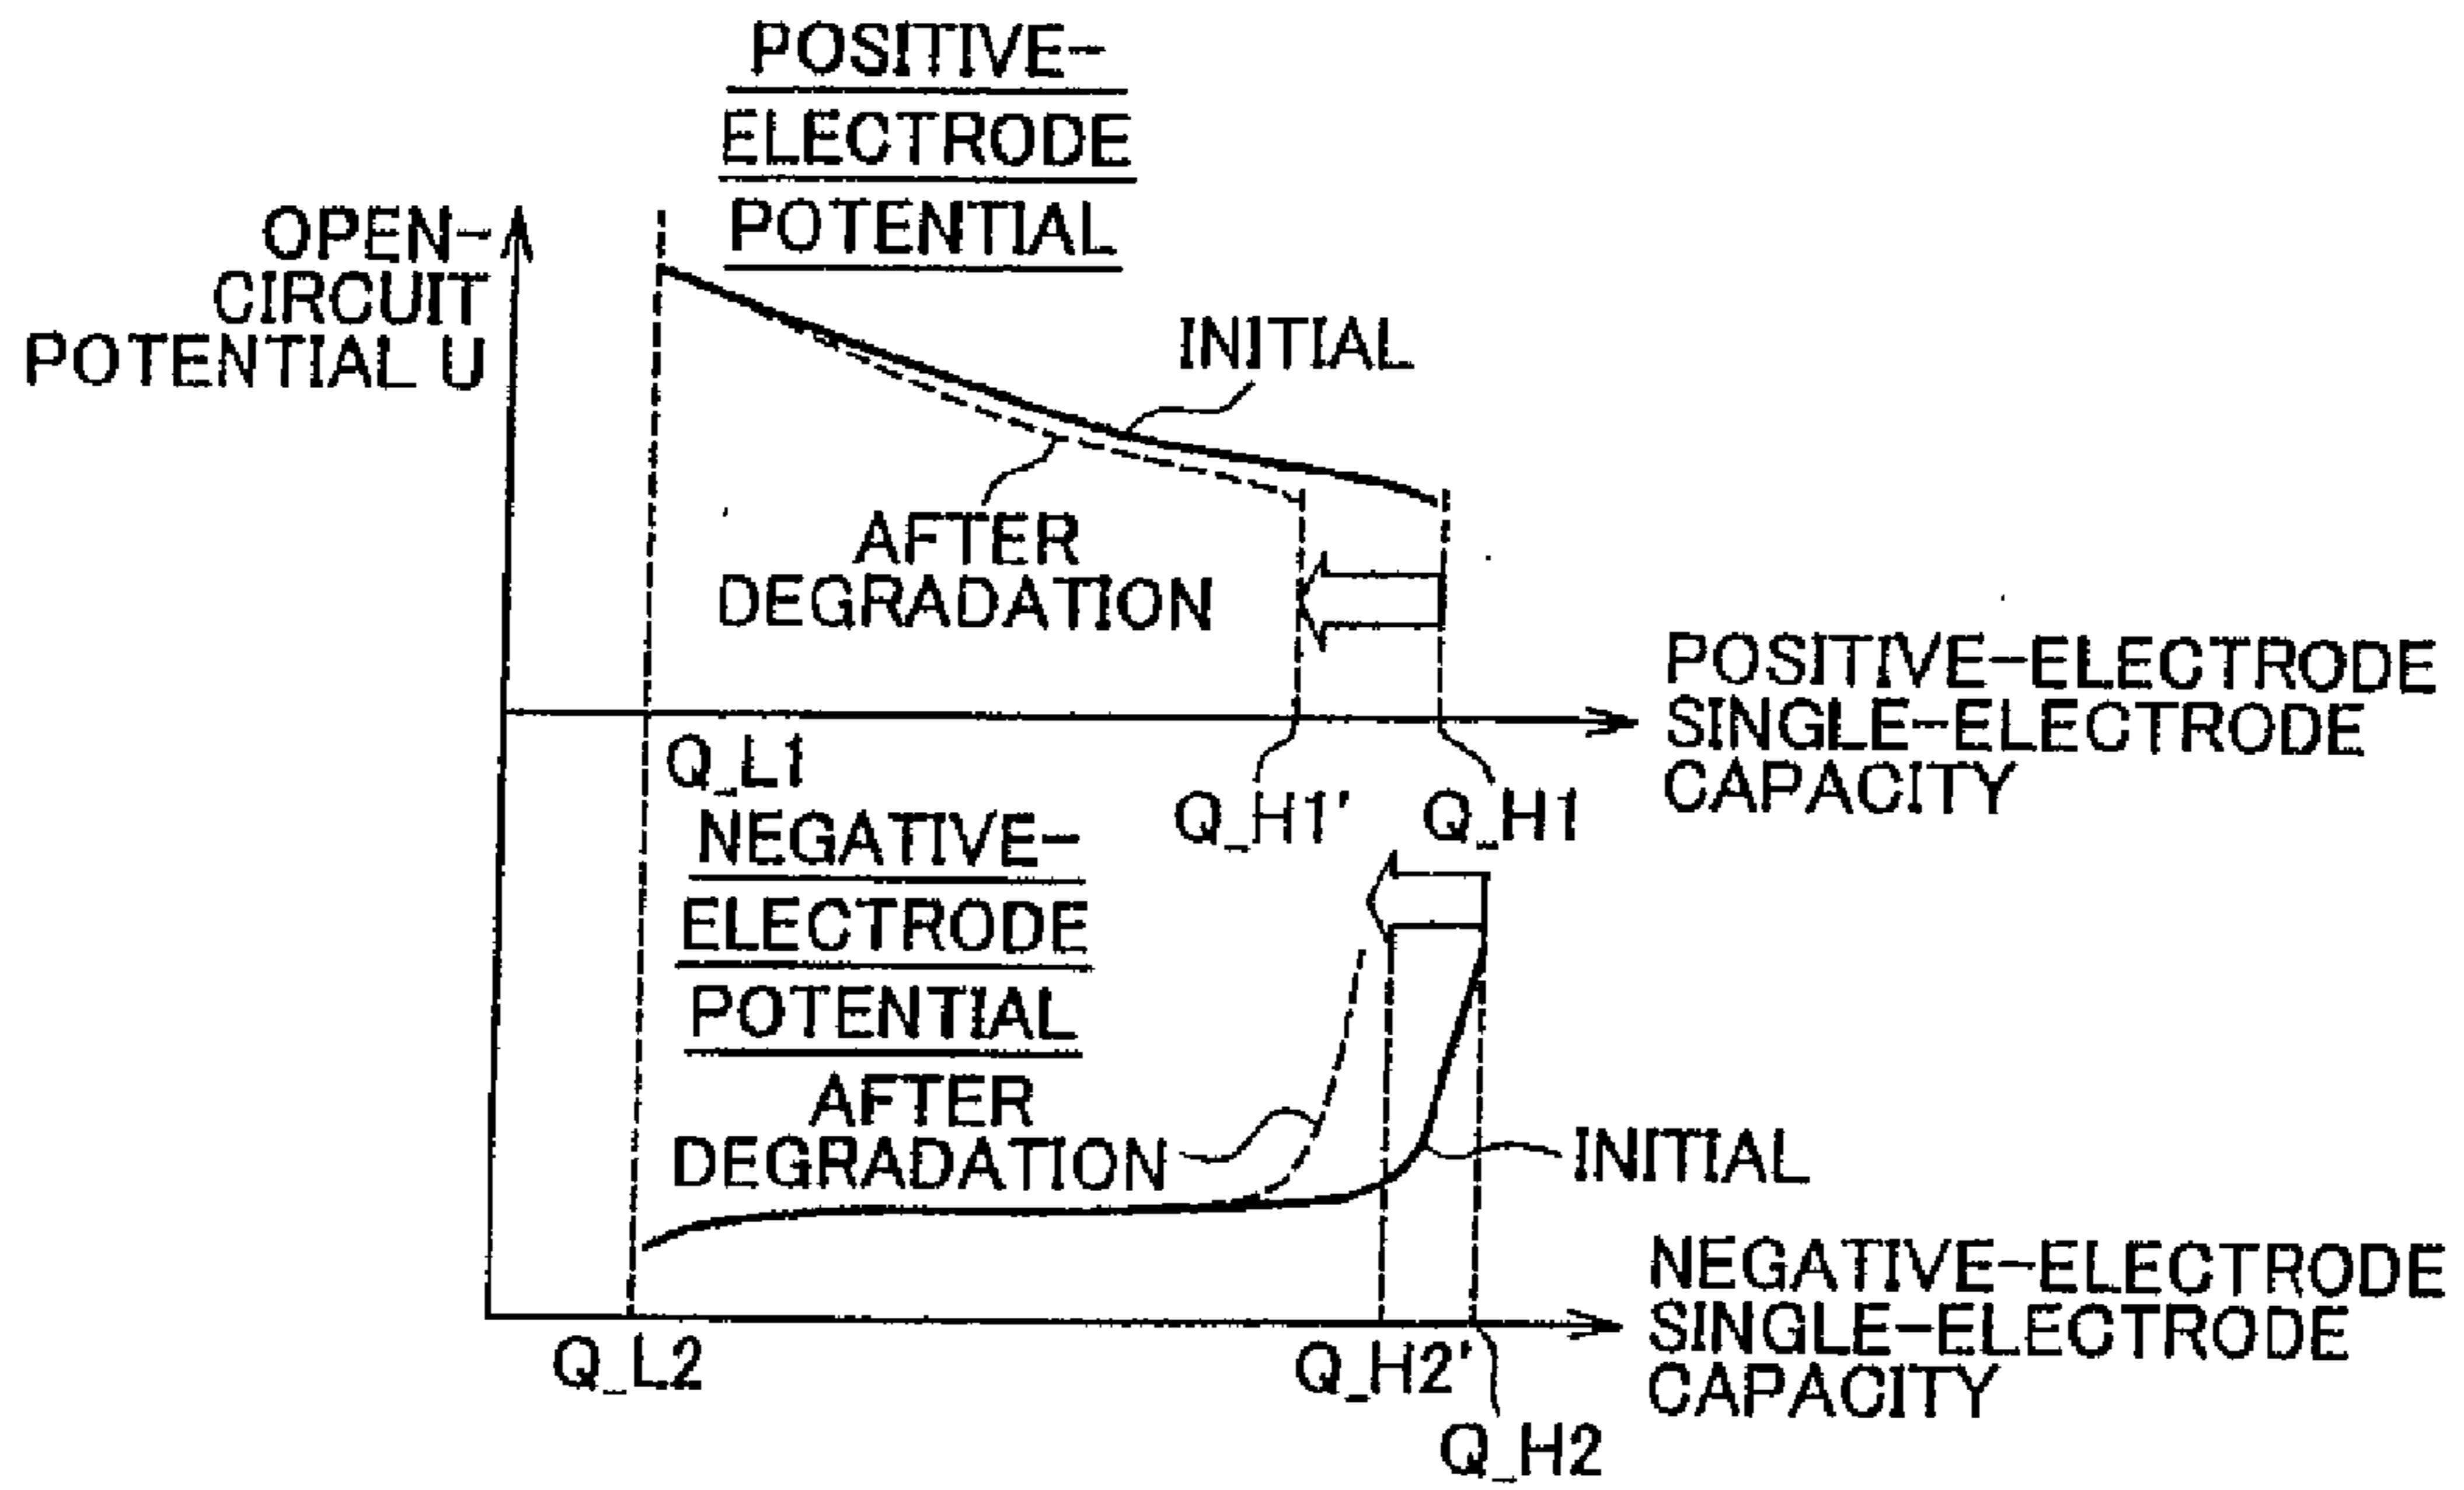 POSITIVE-
ELECTRODE
POTENTIAL
OPEN-
CIRCUIT
POTENTIAL U
INITIAL
AFTER
DEGRADATION
POSITIVE-ELECTRODE
SINGLE-ELECTRODE
CAPACITY
Q_L1
Q_H1'
Q_H1
NEGATIVE-
ELECTRODE
POTENTIAL
AFTER
DEGRADATION
INITIAL
NEGATIVE-ELECTRODE
SINGLE-ELECTRODE
CAPACITY
Q_L2
Q_H2'
Q_H2